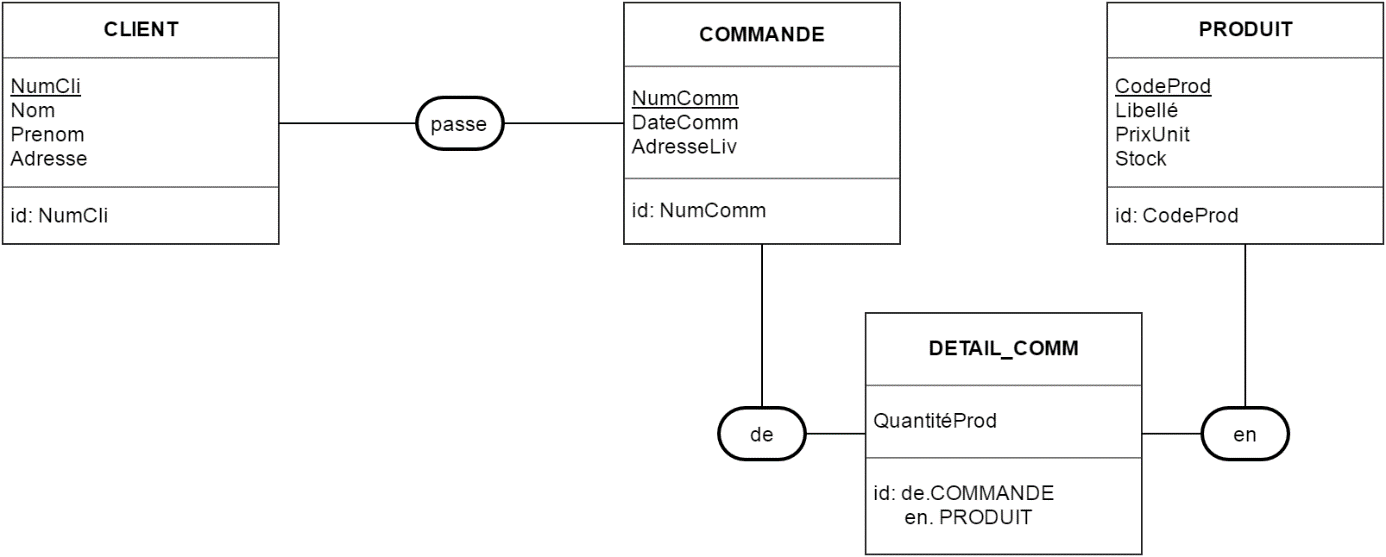 CLIENT
NumCli
Nom
Prenom
Adresse
id: NumCli
passe
COMMANDE
NumComm
DateComm
AdresseLiv
id: NumComm
PRODUIT
CodeProd
Libellé
PrixUnit
Stock
id: CodeProd
de
DETAIL_COMM
QuantitéProd
id: de.COMMANDE
en. PRODUIT
en